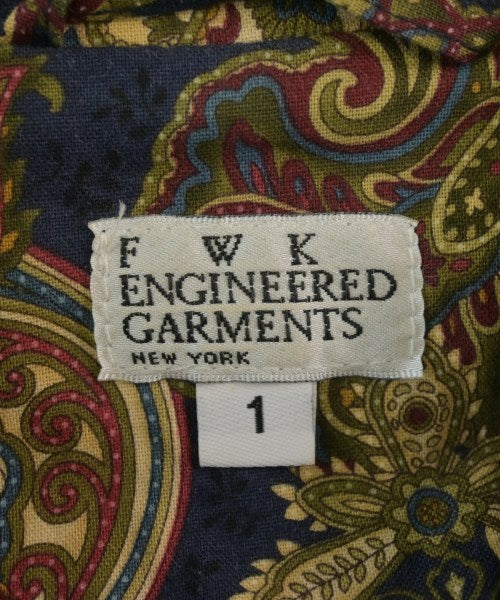 F W K
ENGINEERED
GARMENTS
NEW YORK
1